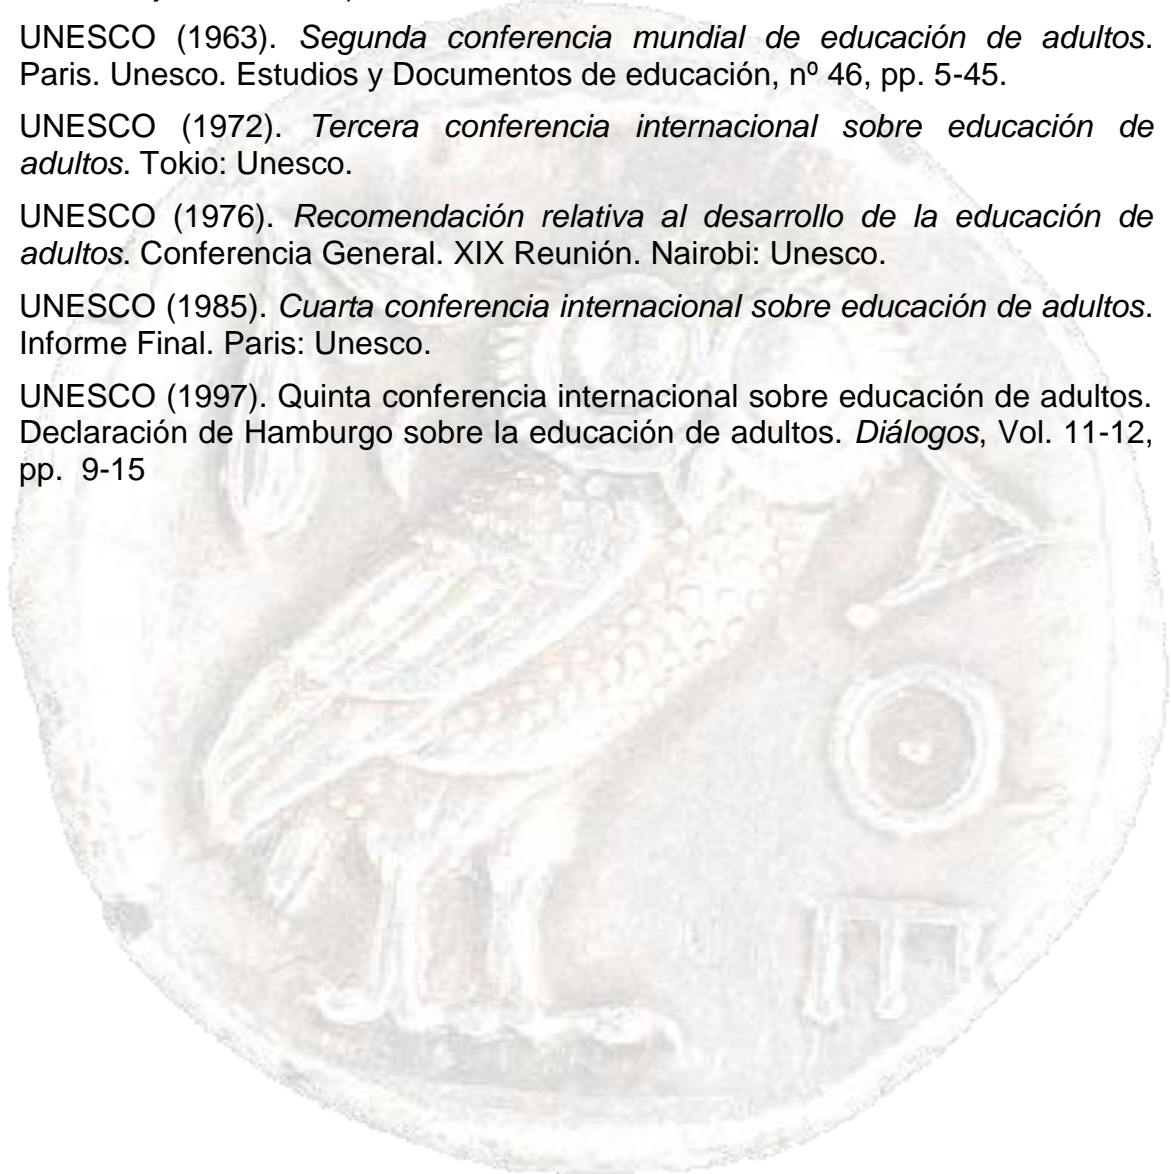 UNESCO (1963). Segunda conferencia mundial de educación de adultos.
Paris. Unesco. Estudios y Documentos de educación, nº 46, pp. 5-45.
UNESCO (1972). Tercera conferencia internacional sobre educación de
adultos. Tokio: Unesco.
UNESCO (1976). Recomendación relativa al desarrollo de la educación de
adultos. Conferencia General. XIX Reunión. Nairobi: Unesco.
UNESCO (1985). Cuarta conferencia internacional sobre educación de adultos.
Informe Final. Paris: Unesco.
UNESCO (1997). Quinta conferencia internacional sobre educación de adultos.
Declaración de Hamburgo sobre la educación de adultos. Diálogos, Vol. 11-12,
pp. 9-15